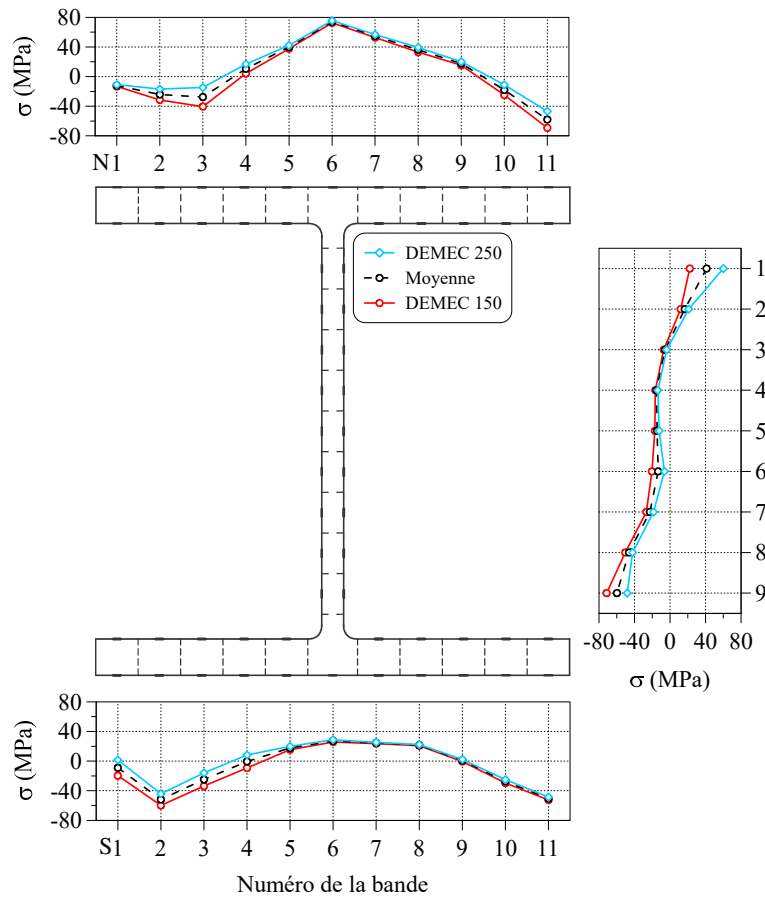 σ (MPa)
80
40
0
-40
-80
N1 2 3 4 5 6 7 8 9 10 11
DEMEC 250
Moyenne
DEMEC 150
1
2
3
4
5
6
7
8
9
-80 -40 0 40 80
σ (MPa)
σ (MPa)
80
40
0
-40
-80
S1 2 3 4 5 6 7 8 9 10 11
Numéro de la bande